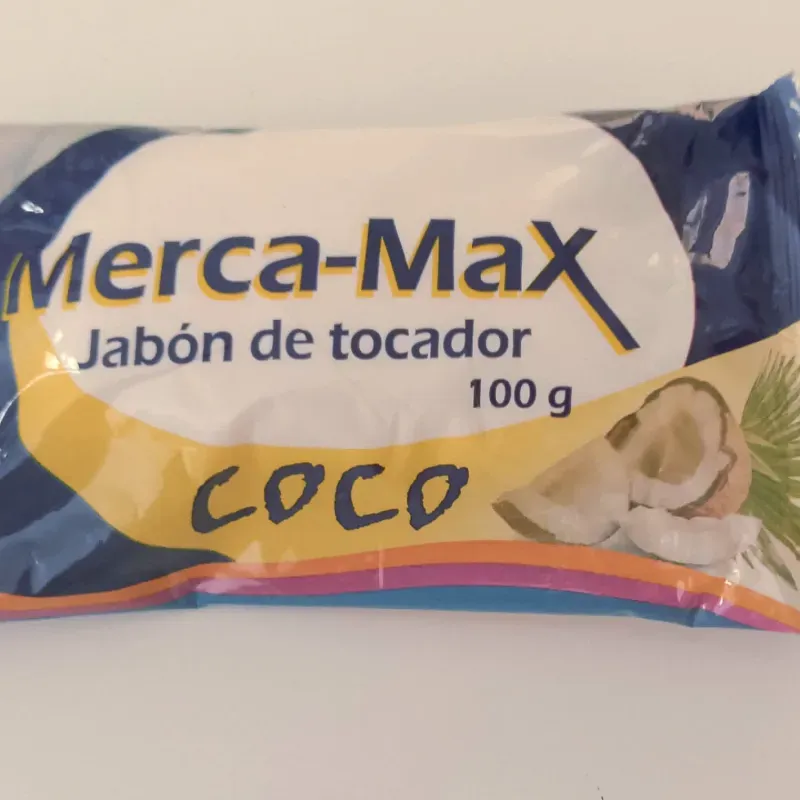 Merca-Max
Jabón de tocador
100 g
COCO